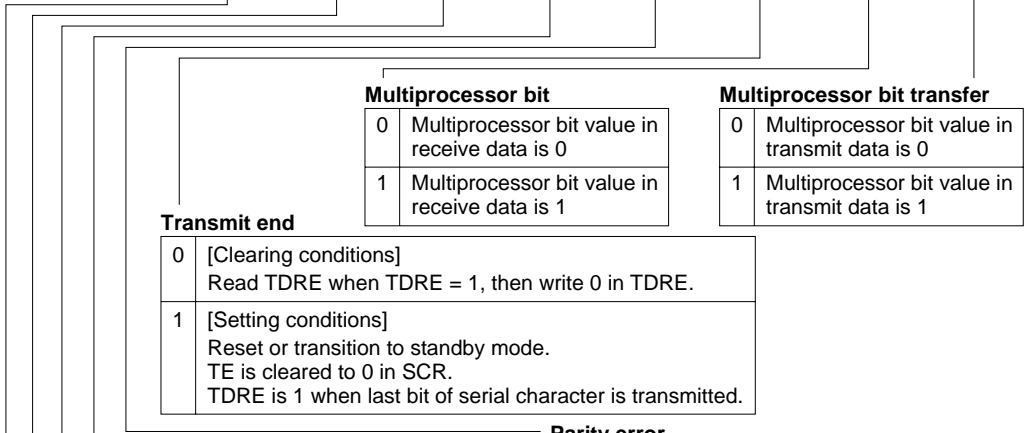 Multiprocessor bit
0 Multiprocessor bit value in
receive data is 0
1 Multiprocessor bit value in
receive data is 1
Multiprocessor bit transfer
0 Multiprocessor bit value in
transmit data is 0
1 Multiprocessor bit value in
transmit data is 1
Transmit end
0 [Clearing conditions]
Read TDRE when TDRE = 1, then write 0 in TDRE.
1 [Setting conditions]
Reset or transition to standby mode.
TE is cleared to 0 in SCR.
TDRE is 1 when last bit of serial character is transmitted.
Parity error